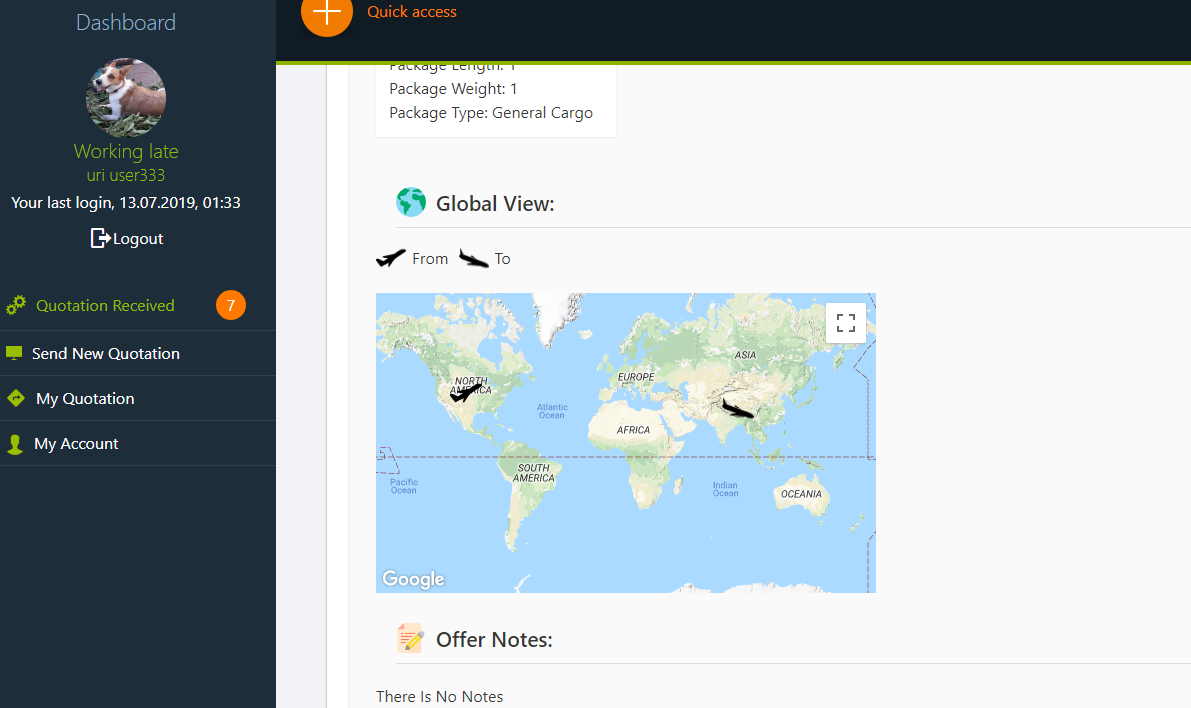 Dashboard
Working late
uri user333
Your last login, 13.07.2019, 01:33
Logout
Quotation Received
7
Send New Quotation
My Quotation
My Account
Quick access
Package Length: 1
Package Weight: 1
Package Type: General Cargo
Global View:
From
To
ASIA
NORTH
AMERICA
EUROPE
Atlantic
Ocean
AFRICA
SOUTH
AMERICA
Pacific
Ocean
Indian
Ocean
OCEANIA
Google
Offer Notes:
There Is No Notes